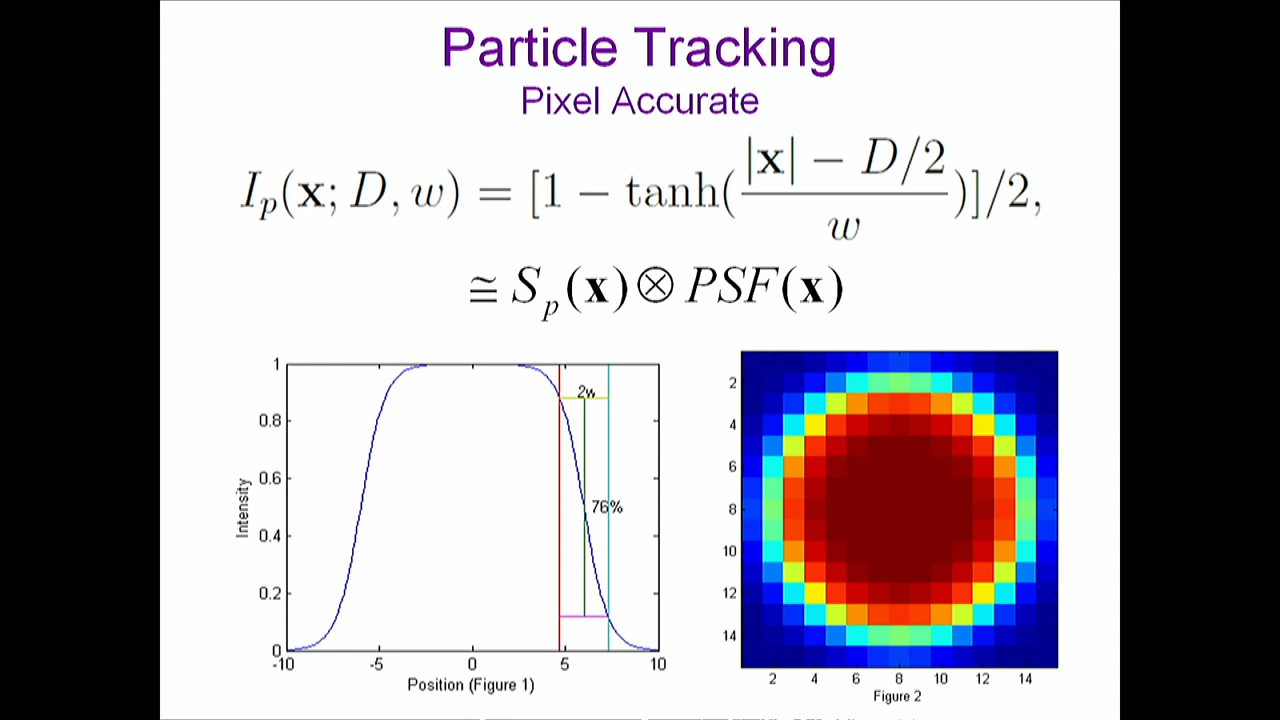 Particle Tracking
Pixel Accurate
I_p(x; D, w) = [1 − tanh((|x| − D/2)/w)]/2,
≅ S_p(x) ⊗ PSF(x)
1
0.8
0.6
0.4
0.2
0
Intensity
2w
76%
-10 -5 0 5 10
Position (Figure 1)
2
4
6
8
10
12
14
2 4 6 8 10 12 14
Figure 2